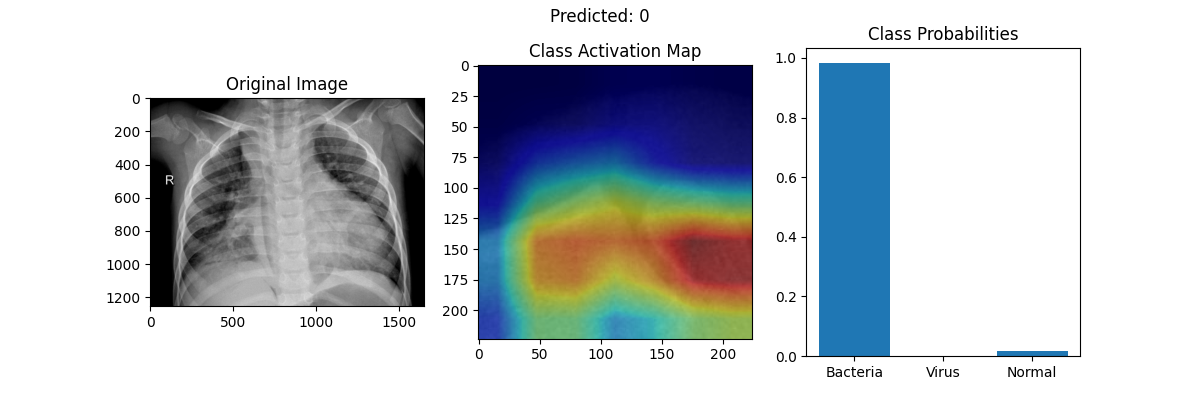 Predicted: 0
Original Image
0
200
400
600
800
1000
1200
0 500 1000 1500
R
Class Activation Map
0
25
50
75
100
125
150
175
200
0 50 100 150 200
Class Probabilities
1.0
0.8
0.6
0.4
0.2
0.0
Bacteria Virus Normal